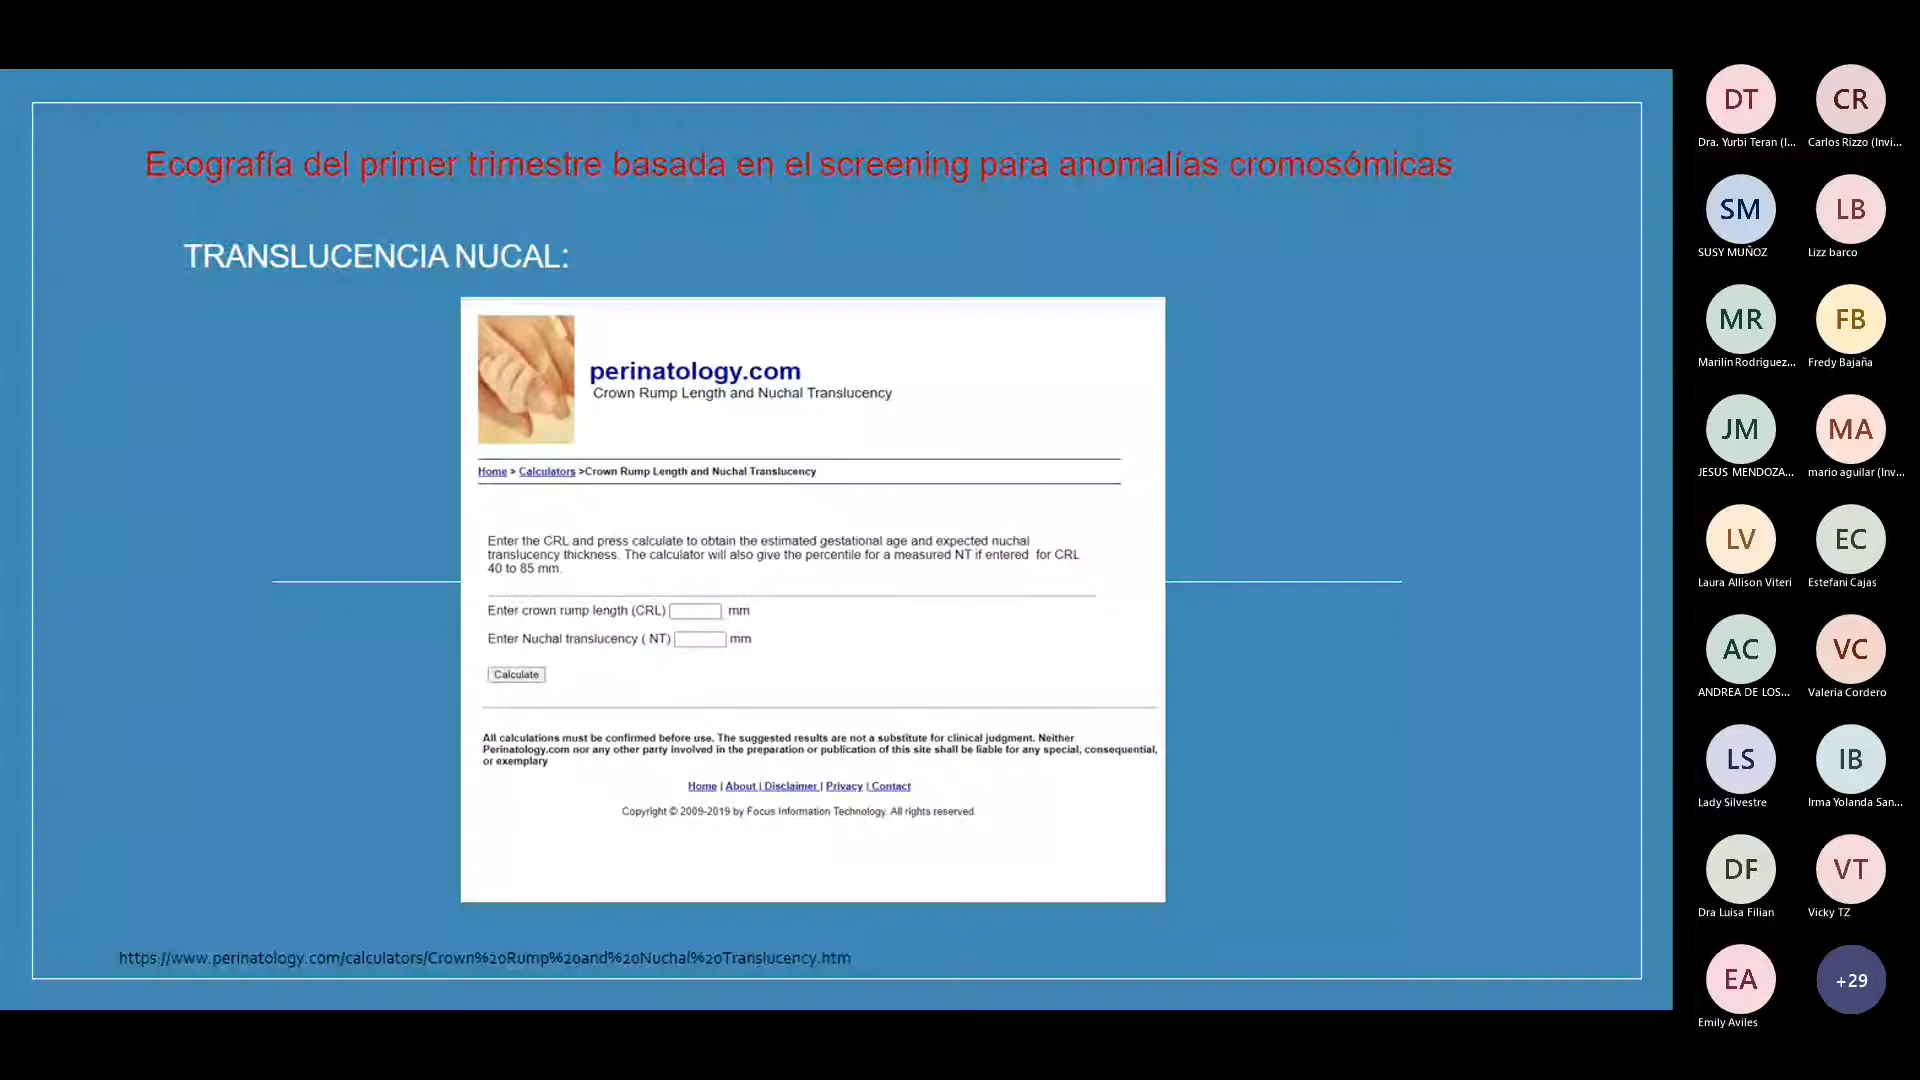 Ecografía del primer trimestre basada en el screening para anomalías cromosómicas
TRANSLUCENCIA NUCAL:
perinatology.com
Crown Rump Length and Nuchal Translucency
Home > Calculators >Crown Rump Length and Nuchal Translucency
Enter the CRL and press calculate to obtain the estimated gestational age and expected nuchal
translucency thickness. The calculator will also give the percentile for a measured NT if entered for CRL
40 to 85 mm.
Enter crown rump length (CRL) mm
Enter Nuchal translucency ( NT) mm
Calculate
All calculations must be confirmed before use. The suggested results are not a substitute for clinical judgment. Neither
Perinatology.com nor any other party involved in the preparation or publication of this site shall be liable for any special, consequential,
or exemplary
Home | About | Disclaimer | Privacy | Contact
Copyright © 2009-2019 by Focus Information Technology. All rights reserved
https://www.perinatology.com/calculators/Crown%20Rump%20and%20Nuchal%20Translucency.htm
DT CR
Dra. Yurbi Teran (I... Carlos Rizzo (Invi...
SM LB
SUSY MUÑOZ Lizz barco
MR FB
Marilin Rodriguez... Fredy Bajaña
JM MA
JESUS MENDOZA... mario aguilar (Inv...
LV EC
Laura Allison Viteri Estefani Cajas
AC VC
ANDREA DE LOS... Valeria Cordero
LS IB
Lady Silvestre Irma Yolanda San...
DF VT
Dra Luisa Filian Vicky TZ
EA +29
Emily Aviles